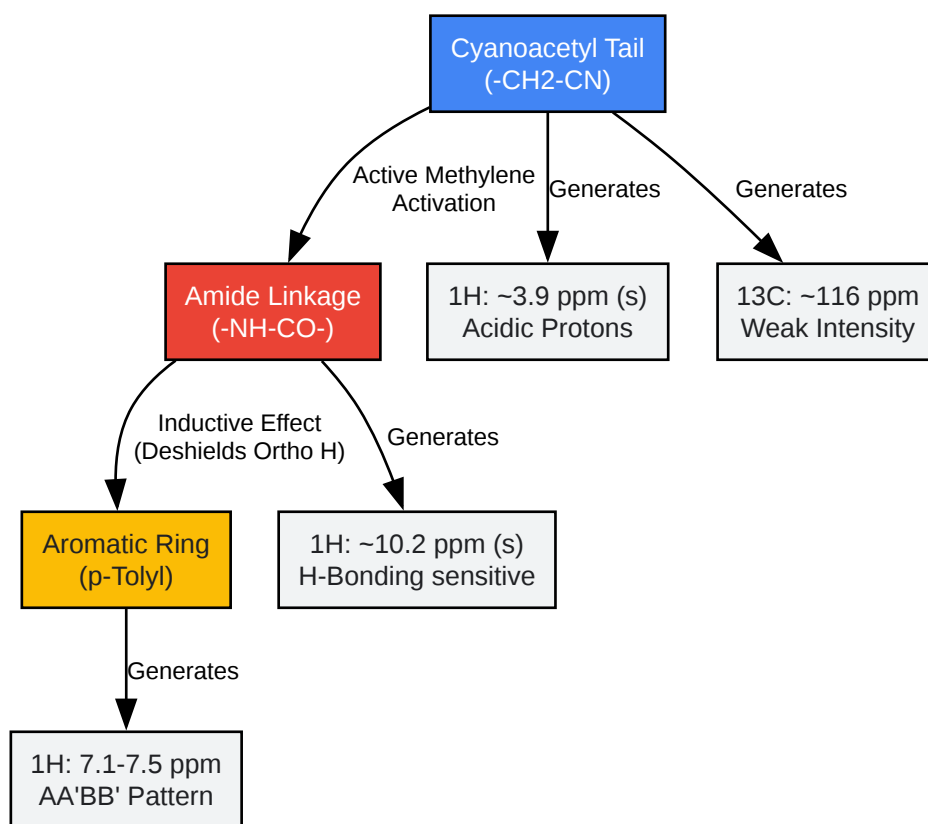 Cyanoacetyl Tail
(-CH2-CN)
Active Methylene
Activation
Generates
Generates
Amide Linkage
(-NH-CO-)
1H: ~3.9 ppm (s)
Acidic Protons
13C: ~116 ppm
Weak Intensity
Inductive Effect
(Deshields Ortho H)
Generates
Aromatic Ring
(p-Tolyl)
1H: ~10.2 ppm (s)
H-Bonding sensitive
Generates
1H: 7.1-7.5 ppm
AA'BB' Pattern